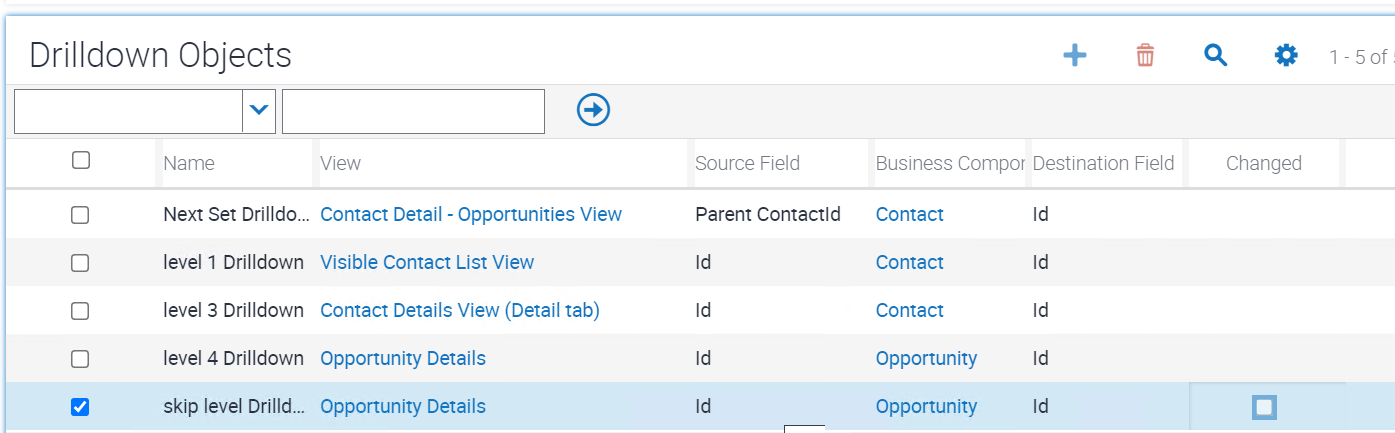 Drilldown Objects
1 - 5 of
Name View Source Field Business Compor Destination Field Changed
Next Set Drilldo... Contact Detail - Opportunities View Parent ContactId Contact Id
level 1 Drilldown Visible Contact List View Id Contact Id
level 3 Drilldown Contact Details View (Detail tab) Id Contact Id
level 4 Drilldown Opportunity Details Id Opportunity Id
skip level Drilld... Opportunity Details Id Opportunity Id